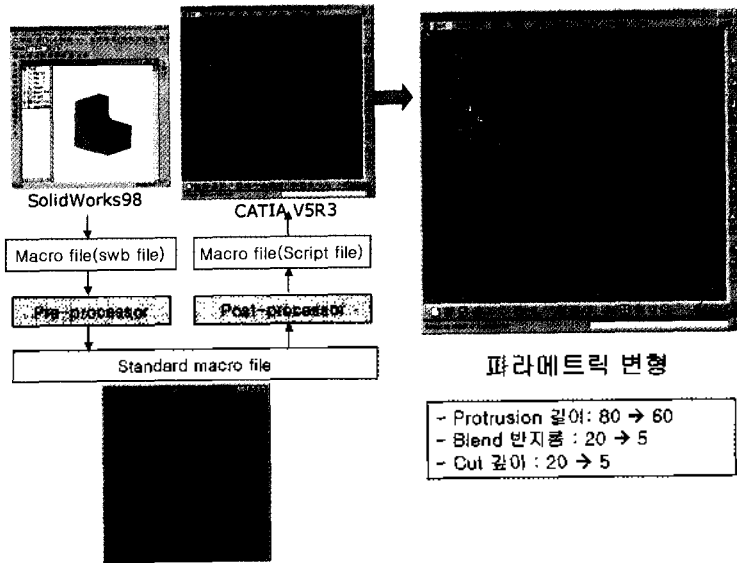 SolidWorks98
CATIA V5R3
Macro file(swb file)
Macro file(Script file)
Pre-processor
Post-processor
Standard macro file
파라메트릭 변형
- Protrusion 길이: 80 → 60
- Blend 반지름 : 20 → 5
- Cut 깊이 : 20 → 5